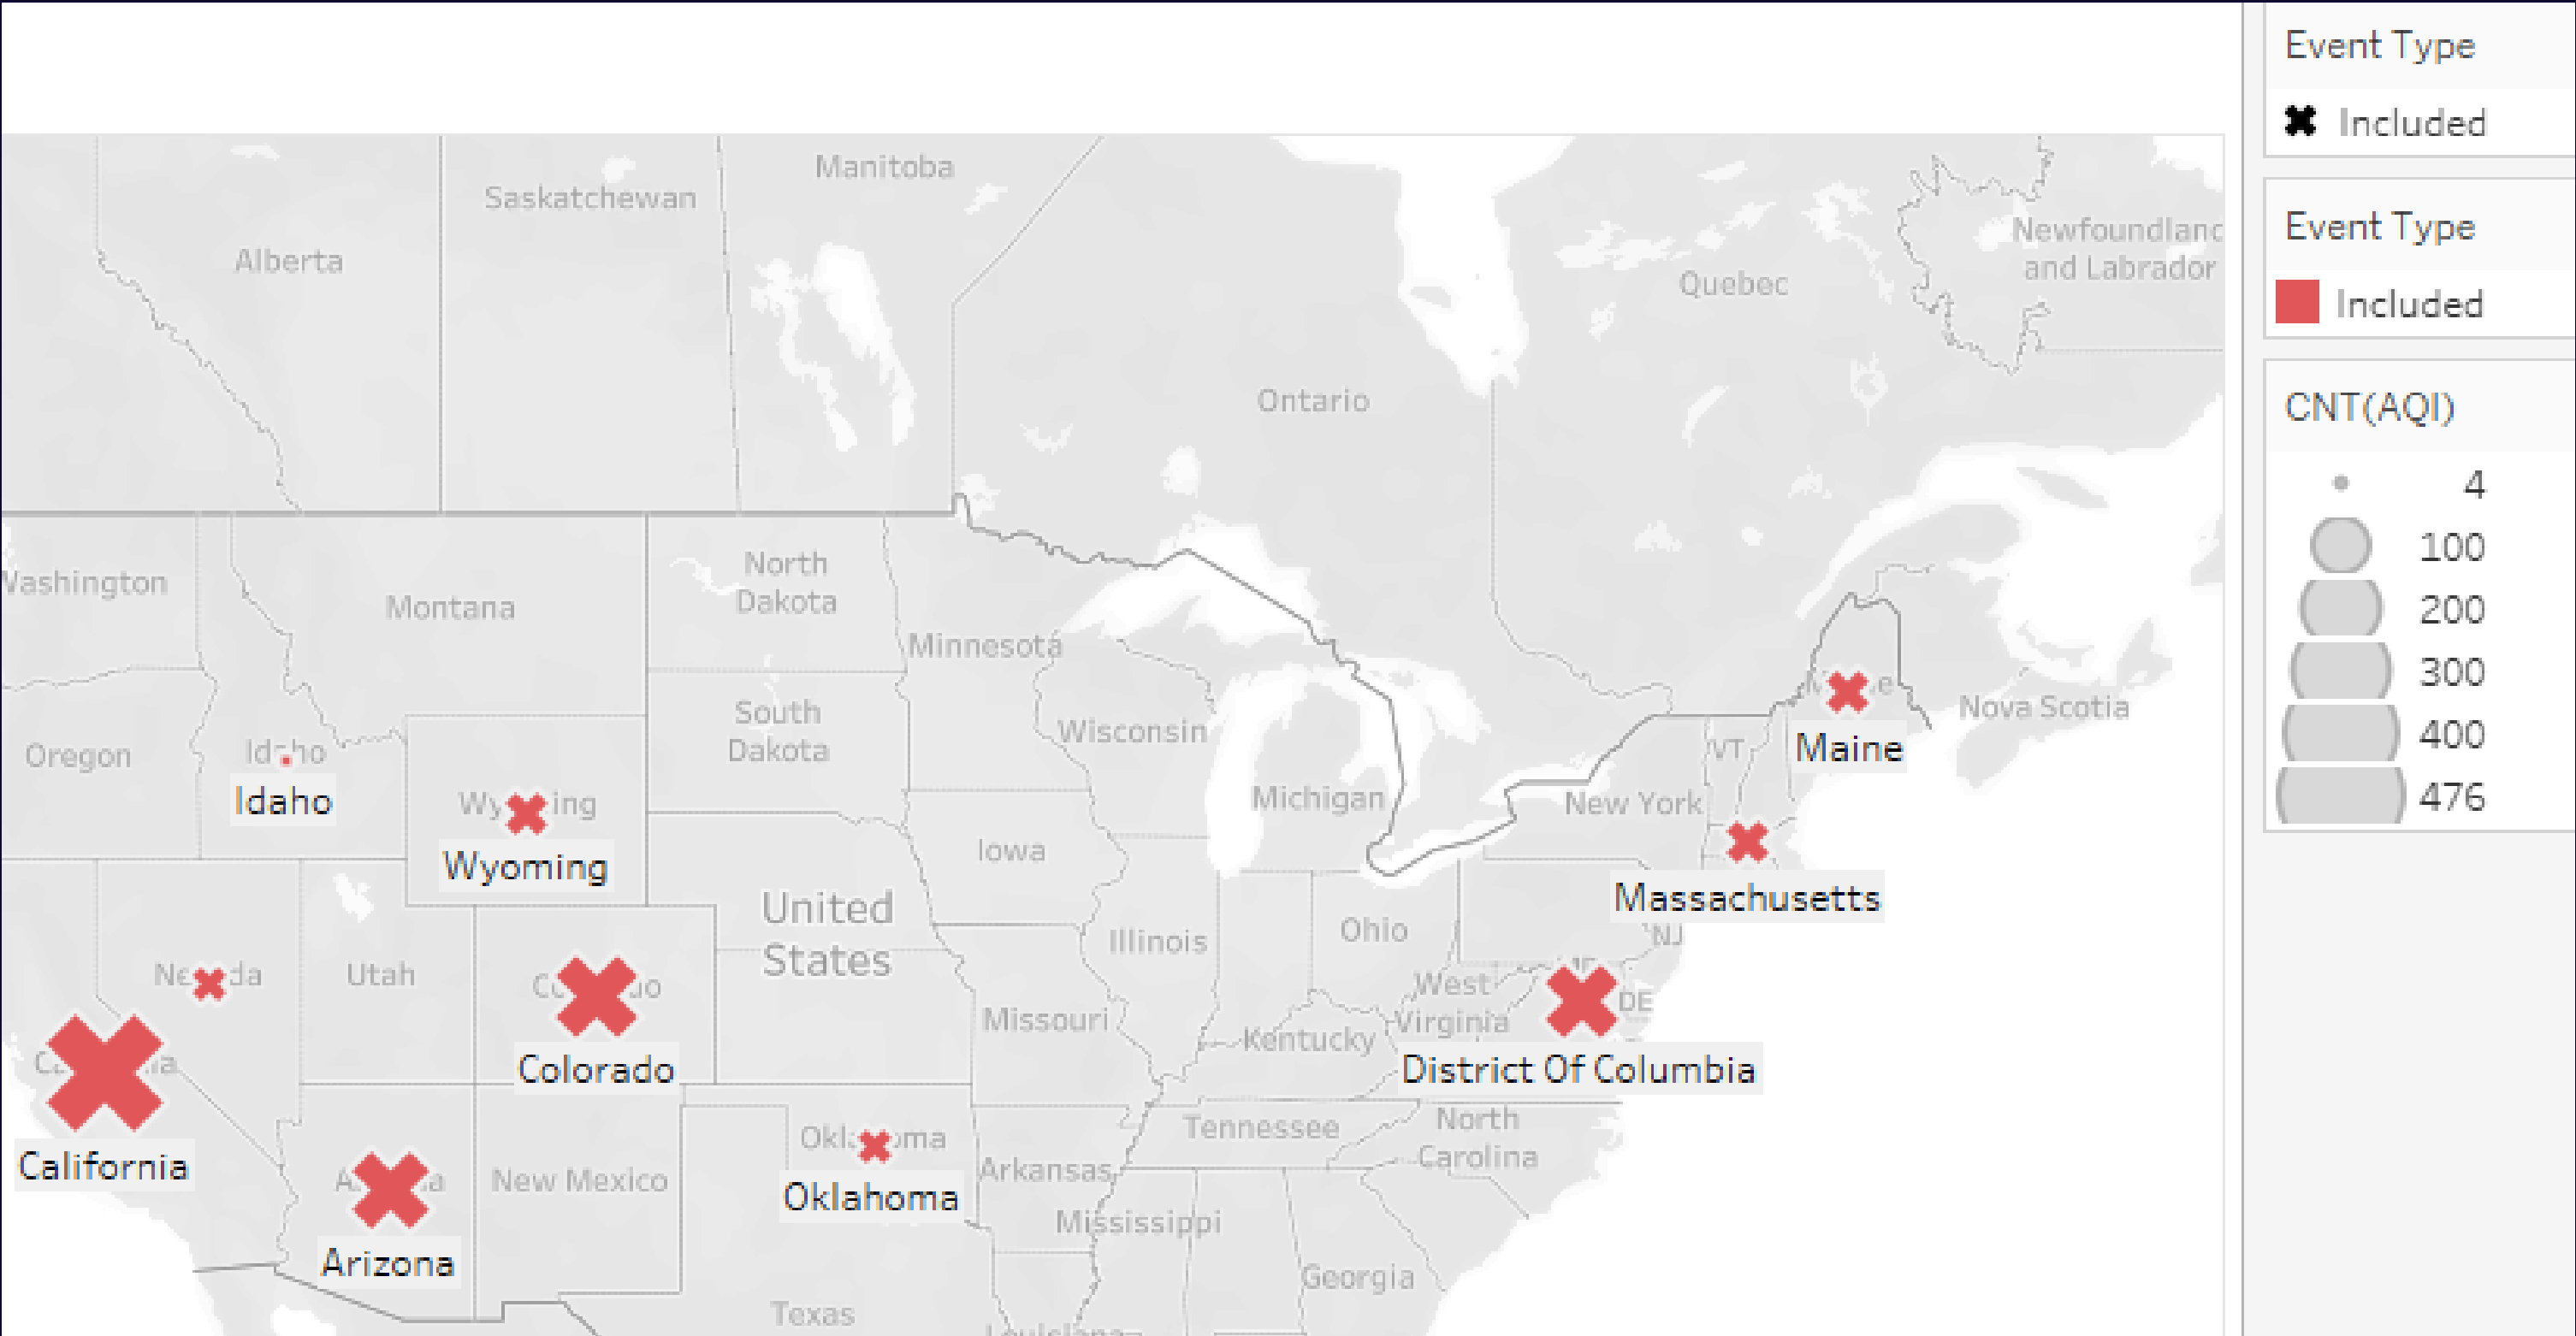 Event Type
Included
Event Type
Included
CNT(AQI)
4
100
200
300
400
476
Manitoba
Saskatchewan
Alberta
Newfoundland
and Labrador
Quebec
Ontario
Washington
Montana
North
Dakota
Minnesota
South
Dakota
Wisconsin
Oregon
Idaho
Wyoming
Michigan
New York
VT
Maine
Nova Scotia
Iowa
Massachusetts
United
States
Illinois
Ohio
NJ
Utah
Colorado
West
Virginia
DE
Missouri
Kentucky
District Of Columbia
California
Arizona
New Mexico
Oklahoma
Arkansas
Tennessee
North
Carolina
Mississippi
Georgia
Texas